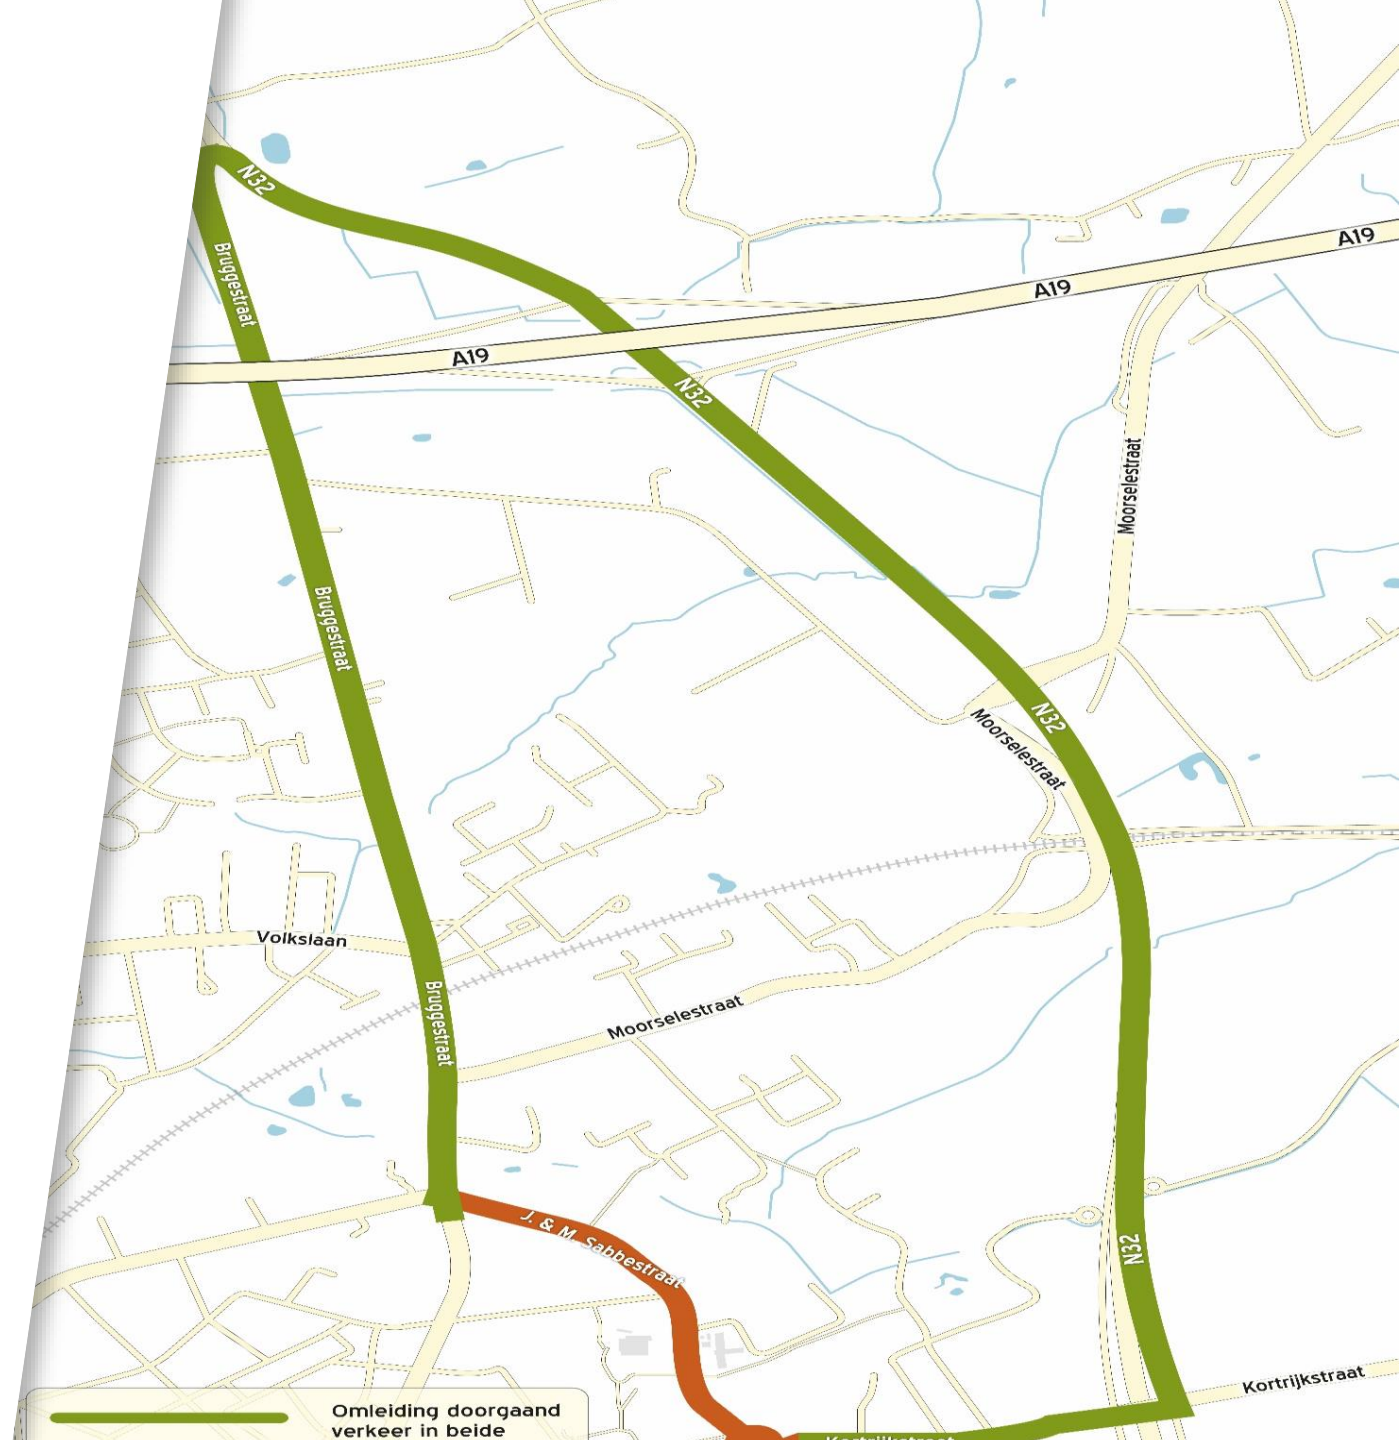 N32
Bruggestraat
A19
A19
A19
N32
Moorselestraat
Bruggestraat
N32
Moorselestraat
Volkslaan
Bruggestraat
Moorselestraat
J. & M. Sabbestraat
N32
Kortrijkstraat
Omleiding doorgaand
verkeer in beide
Kortrijkstraat